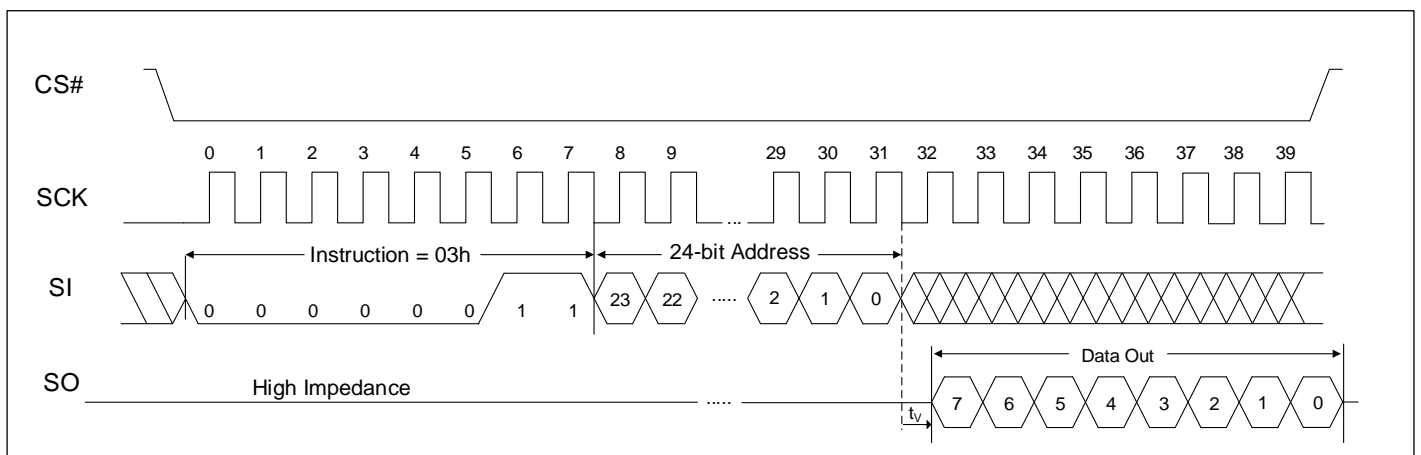 CS#
0 1 2 3 4 5 6 7 8 9 29 30 31 32 33 34 35 36 37 38 39
SCK ...
Instruction = 03h 24-bit Address
SI 0 0 0 0 0 0 1 1 23 22 ..... 2 1 0
Data Out
SO High Impedance ..... 7 6 5 4 3 2 1 0
tV